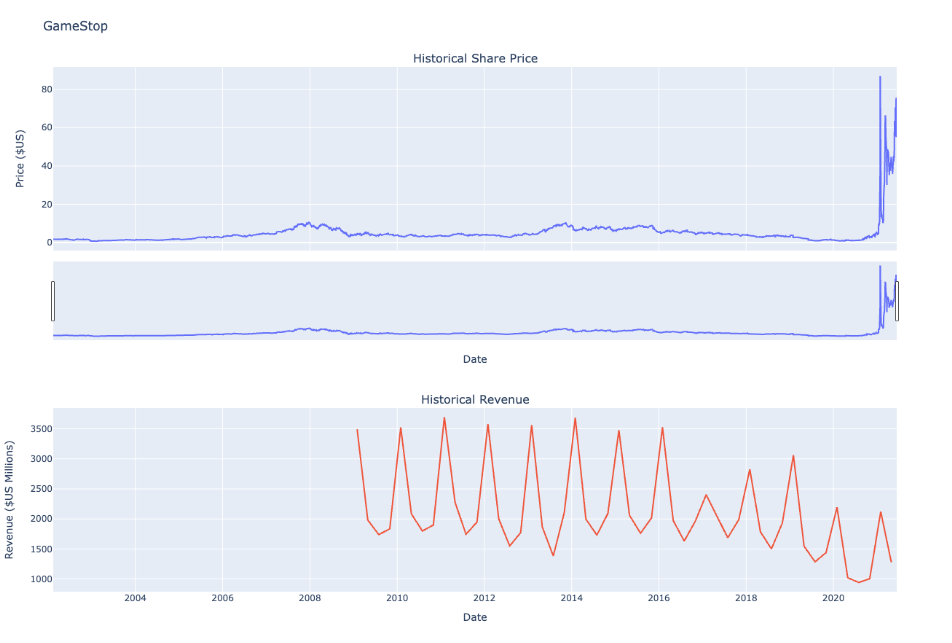 GameStop
Historical Share Price
80
60
40
20
0
Price ($US)
Date
Historical Revenue
3500
3000
2500
2000
1500
1000
Revenue ($US Millions)
2004 2006 2008 2010 2012 2014 2016 2018 2020
Date